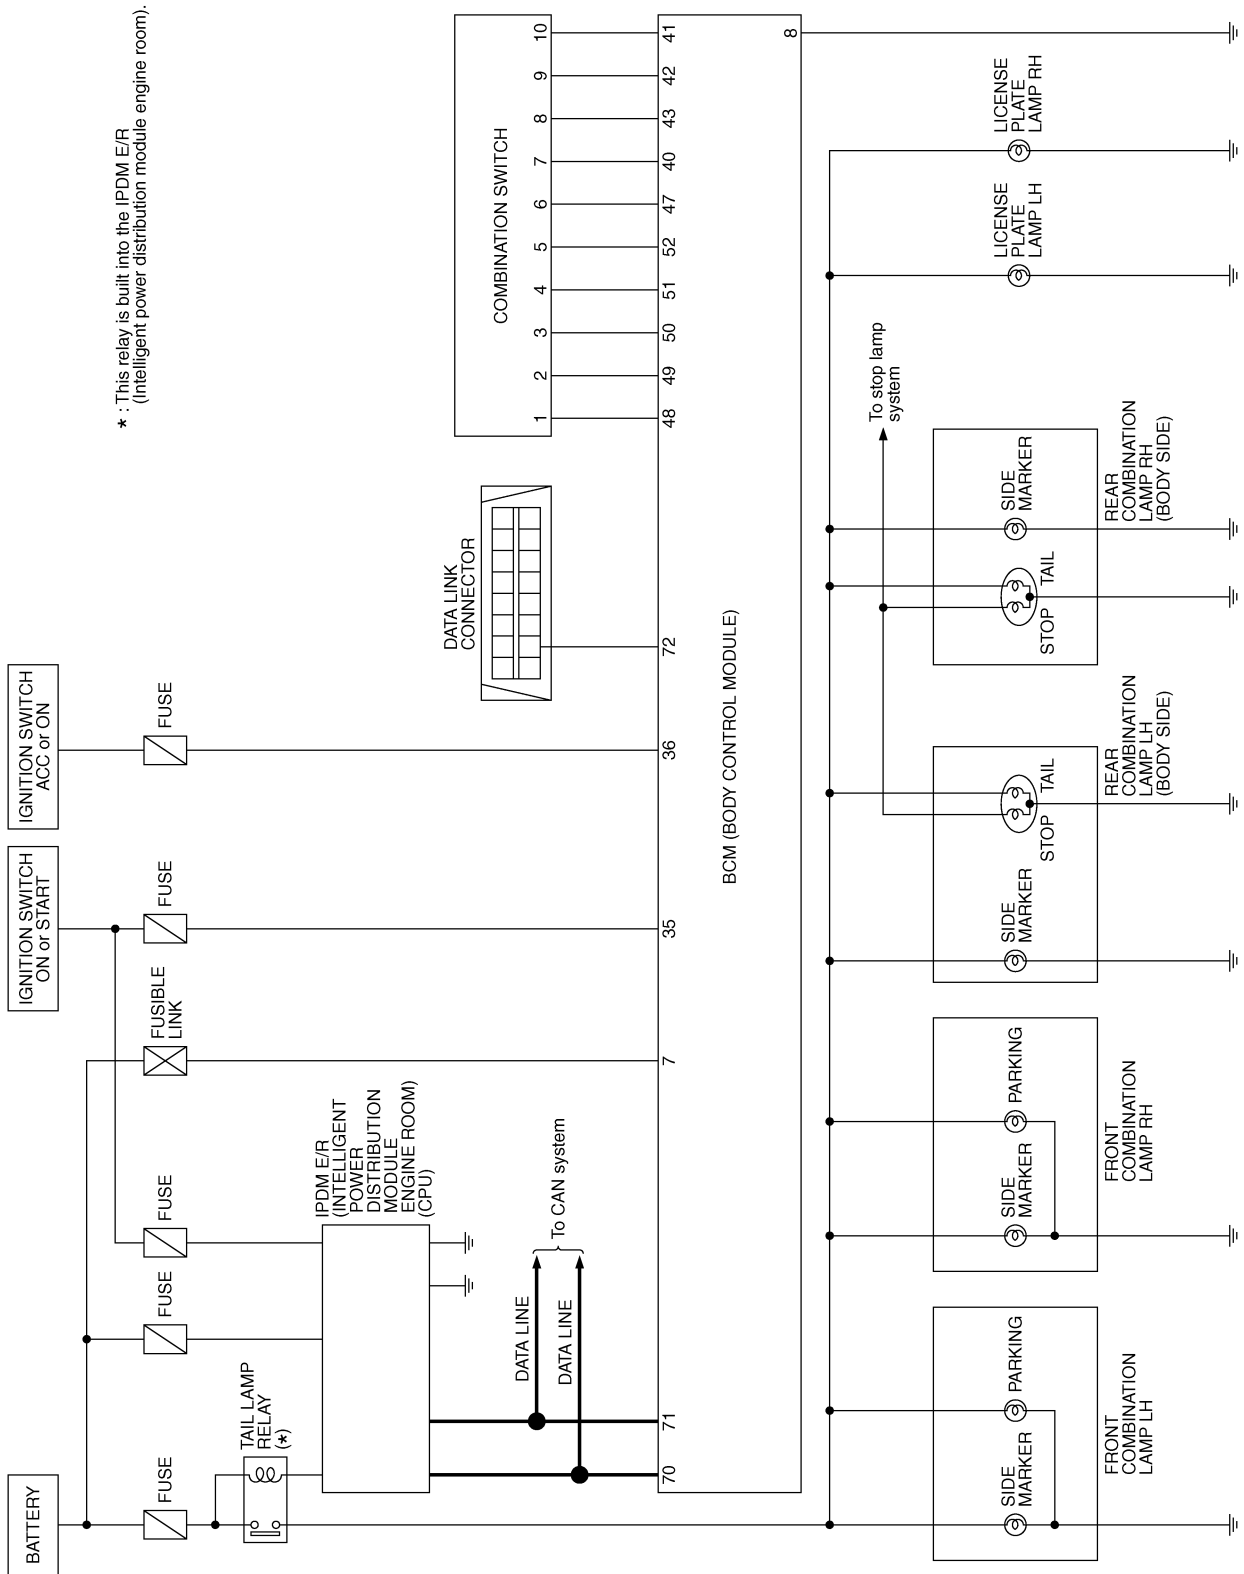 BATTERY
IGNITION SWITCH
ON or START
IGNITION SWITCH
ACC or ON
* : This relay is built into the IPDM E/R
(Intelligent power distribution module engine room).
FUSE
FUSE
FUSE
FUSIBLE
LINK
FUSE
FUSE
TAIL LAMP
RELAY
(*)
IPDM E/R
(INTELLIGENT
POWER
DISTRIBUTION
MODULE
ENGINE ROOM)
(CPU)
DATA LINK
CONNECTOR
COMBINATION SWITCH
1 2 3 4 5 6 7 8 9 10
DATA LINE
DATA LINE
To CAN system
70 71 7 35 36 72 48 49 50 51 52 47 40 43 42 41
BCM (BODY CONTROL MODULE)
8
To stop lamp
system
SIDE
MARKER
PARKING
FRONT
COMBINATION
LAMP LH
SIDE
MARKER
PARKING
FRONT
COMBINATION
LAMP RH
SIDE
MARKER
STOP
TAIL
REAR
COMBINATION
LAMP LH
(BODY SIDE)
STOP
TAIL
SIDE
MARKER
REAR
COMBINATION
LAMP RH
(BODY SIDE)
LICENSE
PLATE
LAMP LH
LICENSE
PLATE
LAMP RH